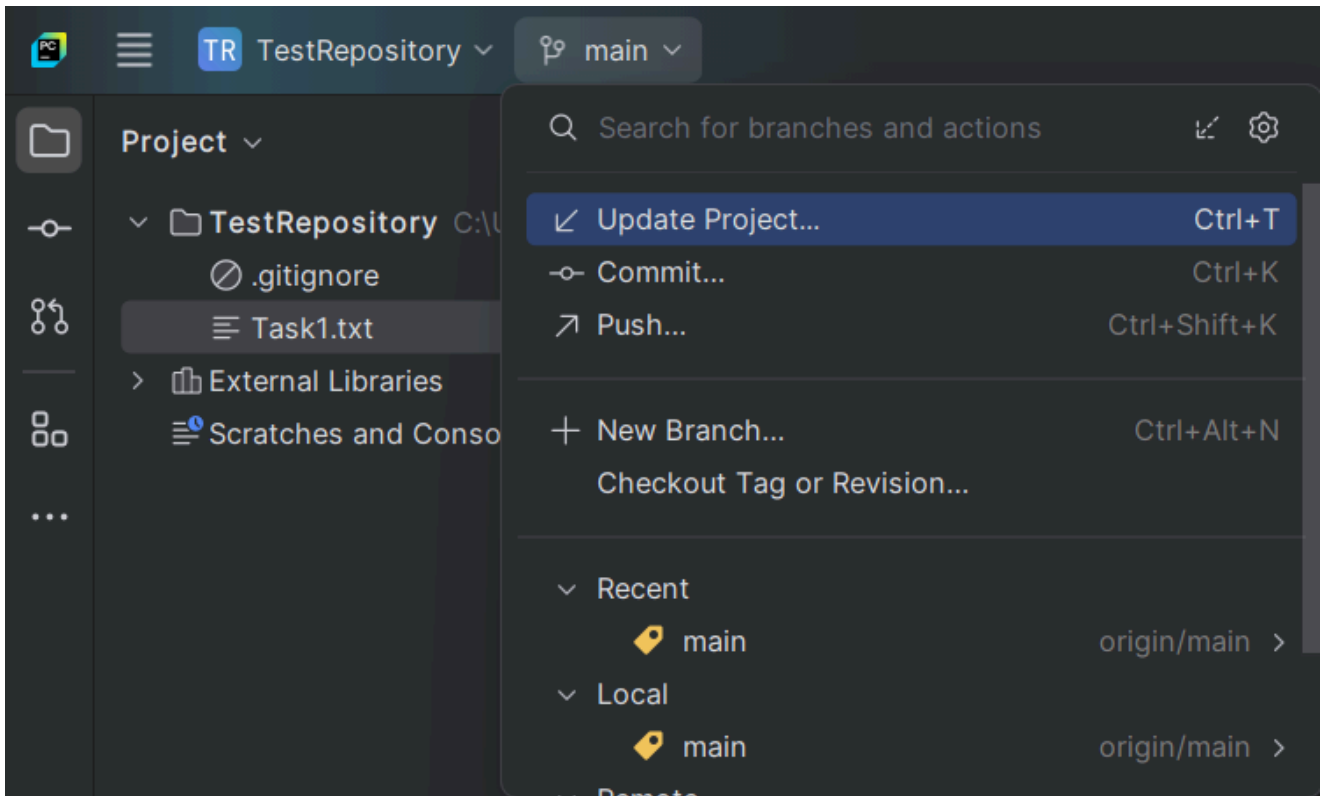 PC
TR TestRepository main
Project
TestRepository C:\U
.gitignore
Task1.txt
External Libraries
Scratches and Conso
Search for branches and actions
Update Project... Ctrl+T
Commit... Ctrl+K
Push... Ctrl+Shift+K
New Branch... Ctrl+Alt+N
Checkout Tag or Revision...
Recent
main origin/main
Local
main origin/main
Remote